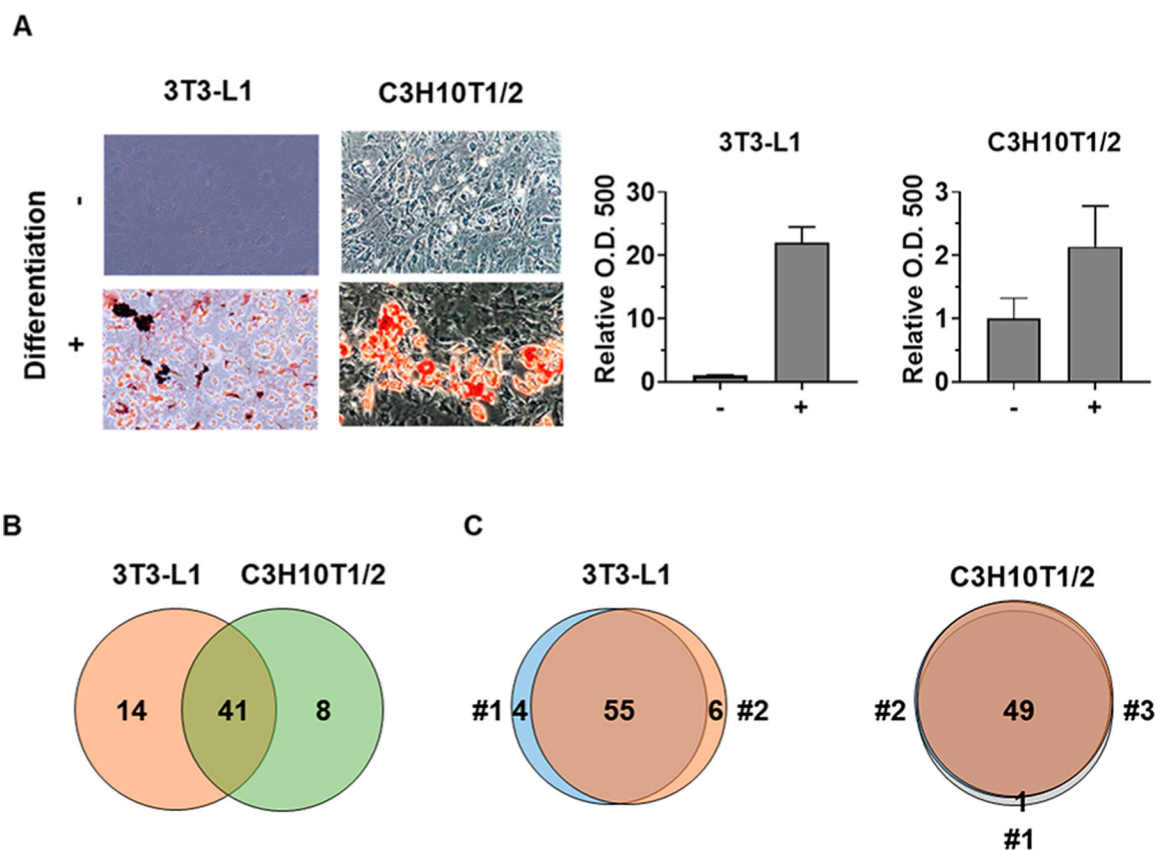 A
3T3-L1
C3H10T1/2
Differentiation
-
+
3T3-L1
Relative O.D. 500
30
20
10
0
-
+
C3H10T1/2
Relative O.D. 500
3
2
1
0
-
+
B
3T3-L1
C3H10T1/2
14
41
8
C
3T3-L1
#1
4
55
6
#2
C3H10T1/2
#2
49
#3
1
#1